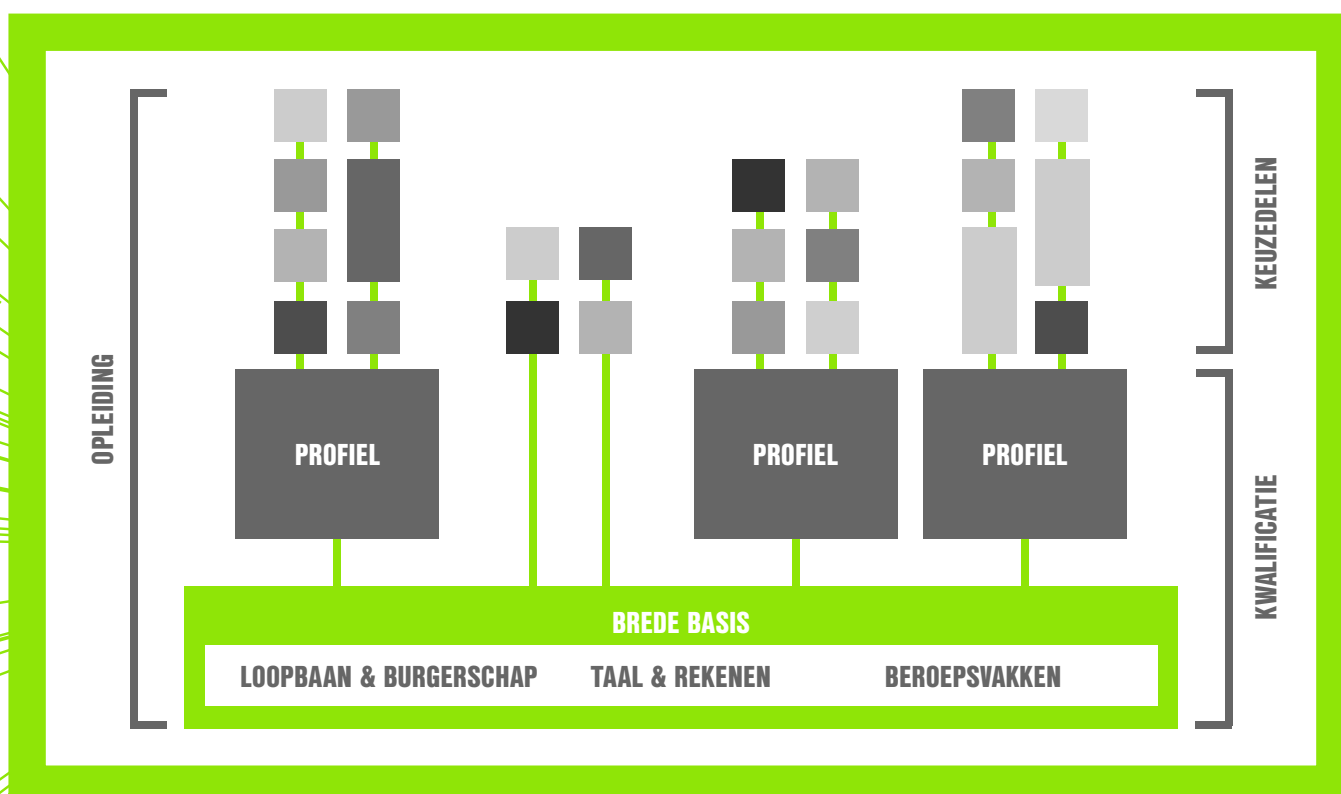 OPLEIDING
KEUZEDELEN
PROFIEL
PROFIEL
PROFIEL
KWALIFICATIE
BREDE BASIS
LOOPBAAN & BURGERSCHAP TAAL & REKENEN BEROEPSVAKKEN